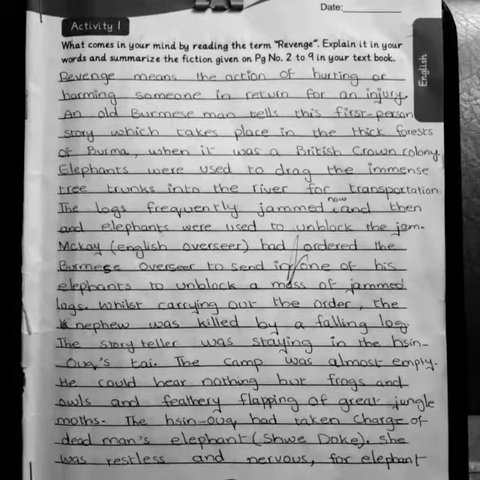 Date:
Activity 1
What comes in your mind by reading the term "Revenge". Explain it in your
words and summarize the fiction given on Pg No. 2 to 9 in your text book.
English
Revenge means the action of hurting or
harming someone in return for an injury.
An old Burmese man tells this first-person
story which takes place in the thick forests
of Burma, when it was a British Crown colony.
Elephants were used to drag the immense
tree trunks into the river for transportation.
The logs frequently jammed now and then
and elephants were used to unblock the jam.
Mckay (english overseer) had ordered the
Burmese overseer to send in one of his
elephants to unblock a mass of jammed
logs. Whilst carrying out the order, the
nephew was killed by a falling log.
The story teller was staying in the hsin-
ouq's tai. The camp was almost empty.
He could hear nothing but frogs and
owls and feathery flapping of great jungle
moths. The hsin-ouq had taken charge of
dead man's elephant (Shwe Doke). She
was restless and nervous, for elephant